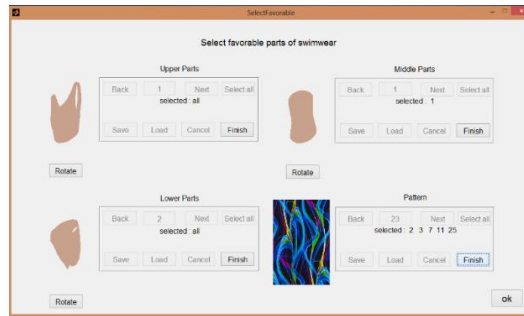 SelectFavorable
Select favorable parts of swimwear
Upper Parts
Back 1 Next Select all
selected : all
Save Load Cancel Finish
Rotate
Middle Parts
Back 1 Next Select all
selected : 1
Save Load Cancel Finish
Rotate
Lower Parts
Back 2 Next Select all
selected : all
Save Load Cancel Finish
Rotate
Pattern
Back 23 Next Select all
selected : 2 3 7 11 25
Save Load Cancel Finish
ok